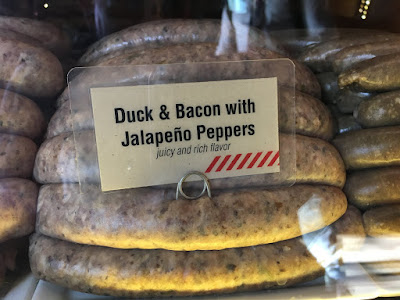 Duck & Bacon with
Jalapeño Peppers
juicy and rich flavor